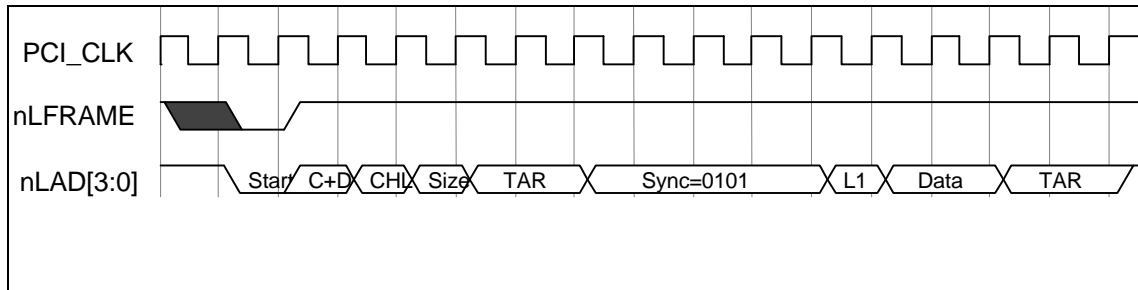 PCI_CLK
nLFRAME
nLAD[3:0] Start C+D CHL Size TAR Sync=0101 L1 Data TAR